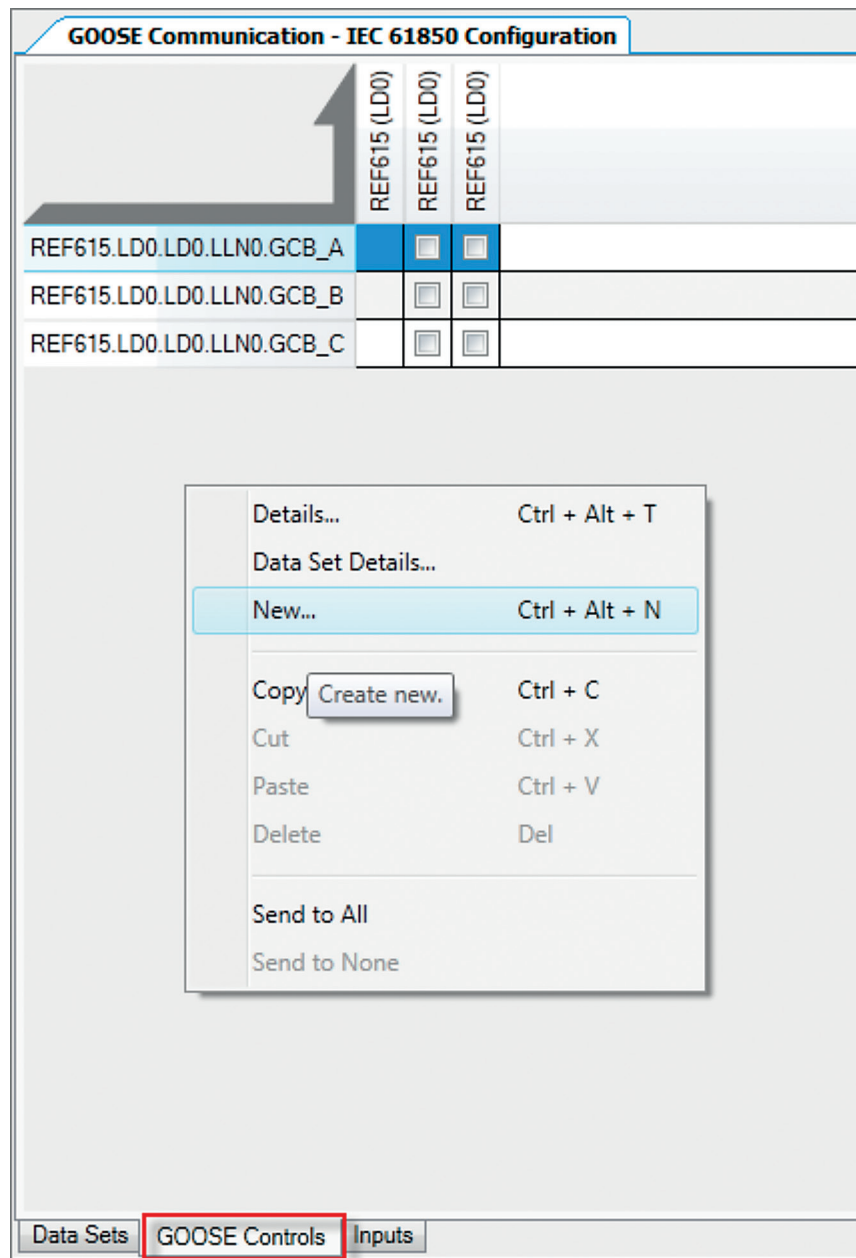 GOOSE Communication - IEC 61850 Configuration
REF615 (LD0)
REF615 (LD0)
REF615 (LD0)
REF615.LD0.LD0.LLN0.GCB_A
REF615.LD0.LD0.LLN0.GCB_B
REF615.LD0.LD0.LLN0.GCB_C
Details... Ctrl + Alt + T
Data Set Details...
New... Ctrl + Alt + N
Copy Create new. Ctrl + C
Cut Ctrl + X
Paste Ctrl + V
Delete Del
Send to All
Send to None
Data Sets GOOSE Controls Inputs